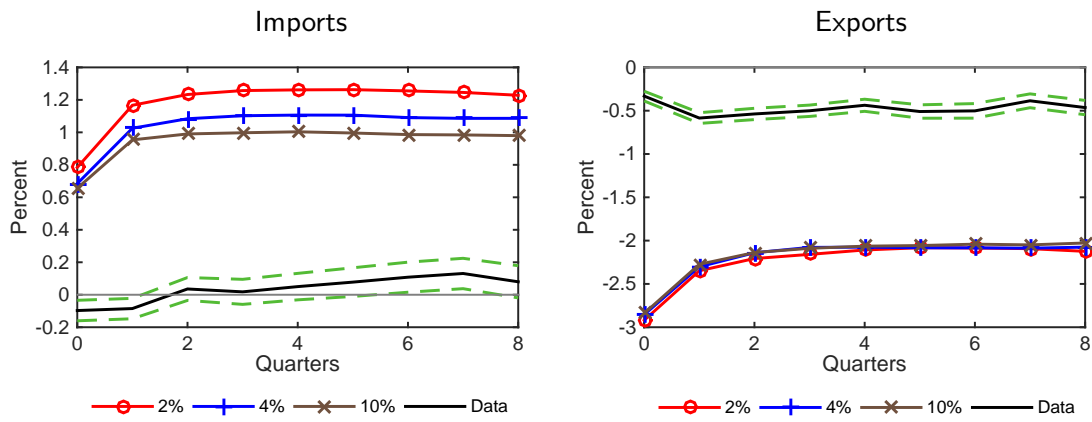 Imports
Exports
1.4
1.2
1
0.8
0.6
0.4
0.2
0
-0.2
Percent
0 2 4 6 8
Quarters
2% 4% 10% Data
0
-0.5
-1
-1.5
-2
-2.5
-3
Percent
0 2 4 6 8
Quarters
2% 4% 10% Data